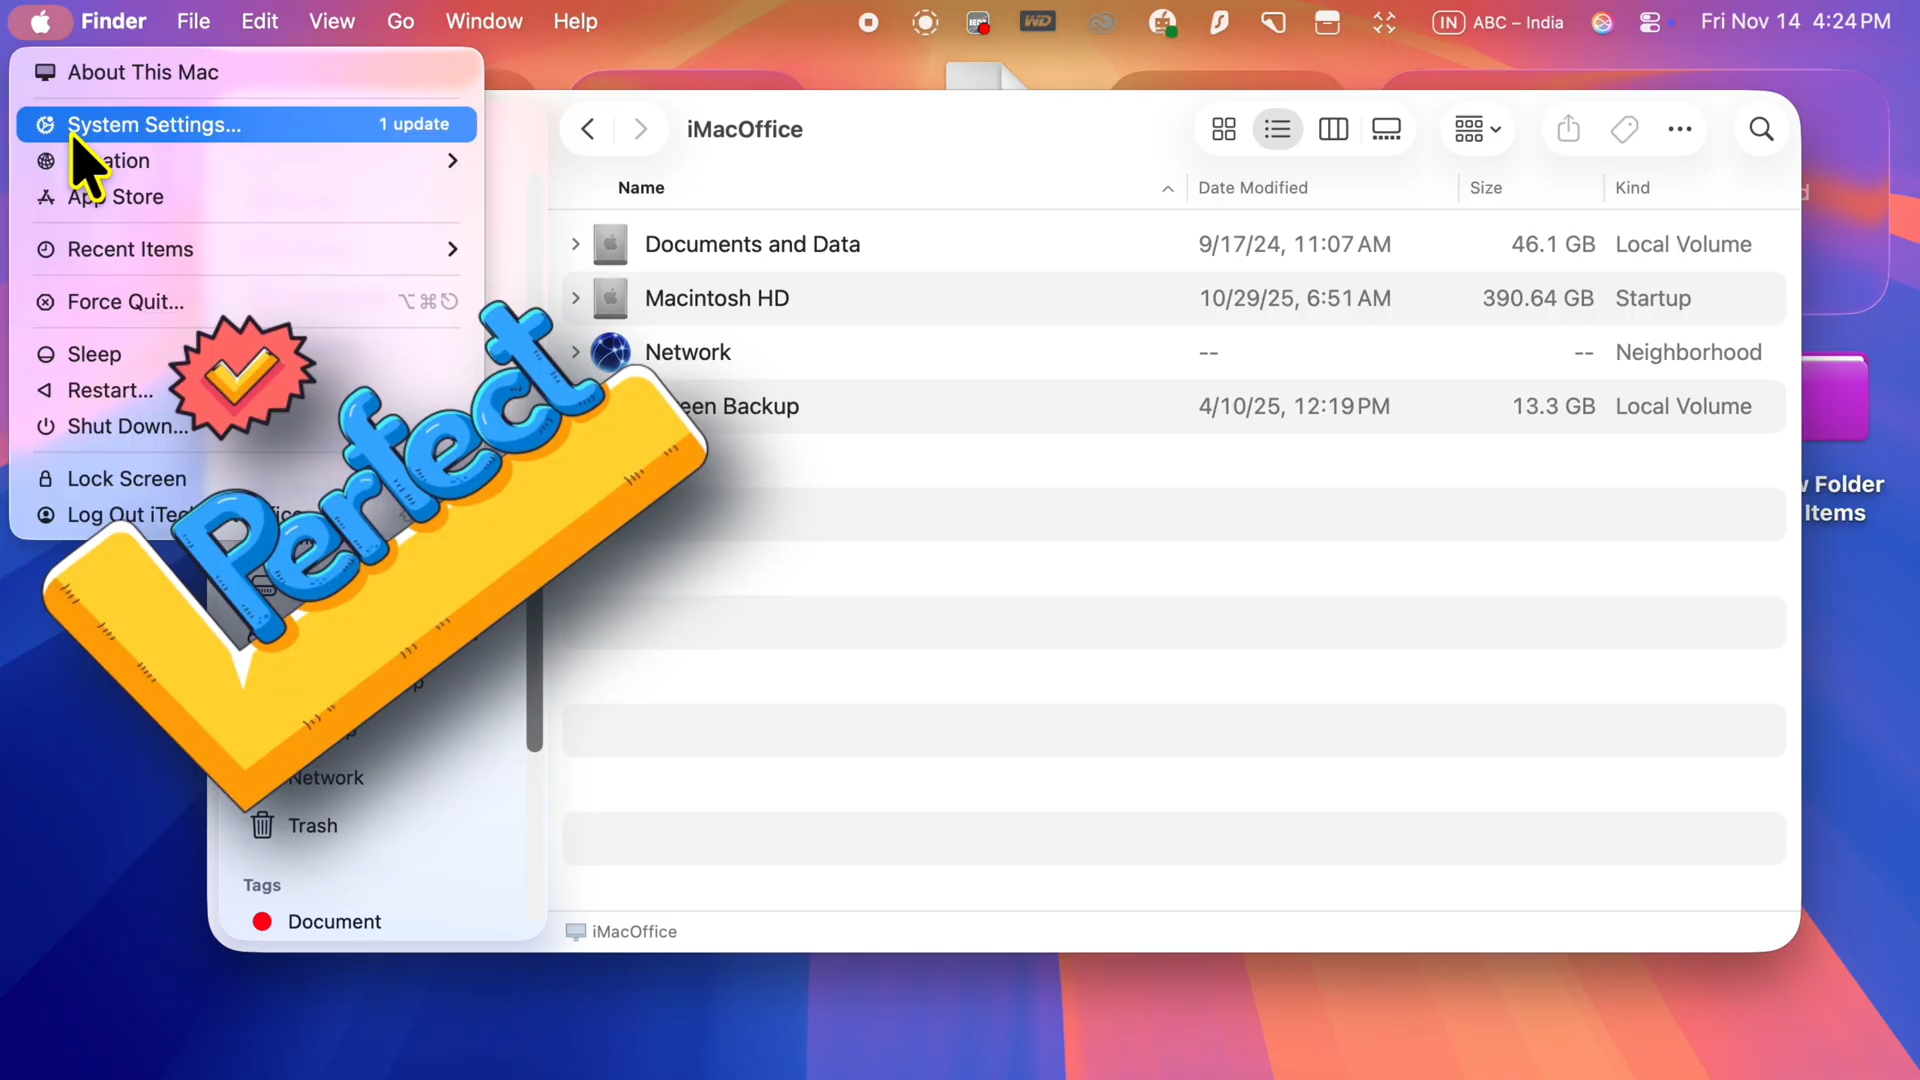 Finder File Edit View Go Window Help
WD
IN ABC – India
Fri Nov 14 4:24 PM
About This Mac
System Settings... 1 update
App Store
Recent Items
Force Quit... ⌥⌘⎋
Sleep
Restart...
Shut Down...
Lock Screen
Log Out
Perfect
Network
Trash
Tags
Document
iMacOffice
Name Date Modified Size Kind
Documents and Data 9/17/24, 11:07 AM 46.1 GB Local Volume
Macintosh HD 10/29/25, 6:51 AM 390.64 GB Startup
Network -- -- Neighborhood
Backup 4/10/25, 12:19 PM 13.3 GB Local Volume
iMacOffice
Folder
Items